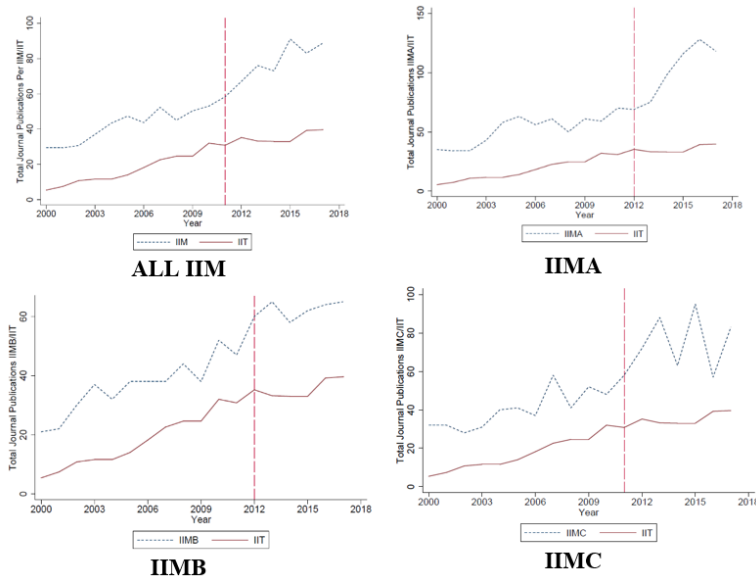 Total Journal Publications Per IIM/IIT
100
80
60
40
20
0
2000 2003 2006 2009 2012 2015 2018
Year
IIM IIT
ALL IIM
Total Journal Publications IIMA/IIT
150
100
50
0
2000 2003 2006 2009 2012 2015 2018
Year
IIMA IIT
IIMA
Total Journal Publications IIMB/IIT
60
40
20
0
2000 2003 2006 2009 2012 2015 2018
Year
IIMB IIT
IIMB
Total Journal Publications IIMC/IIT
100
80
60
40
20
0
2000 2003 2006 2009 2012 2015 2018
Year
IIMC IIT
IIMC